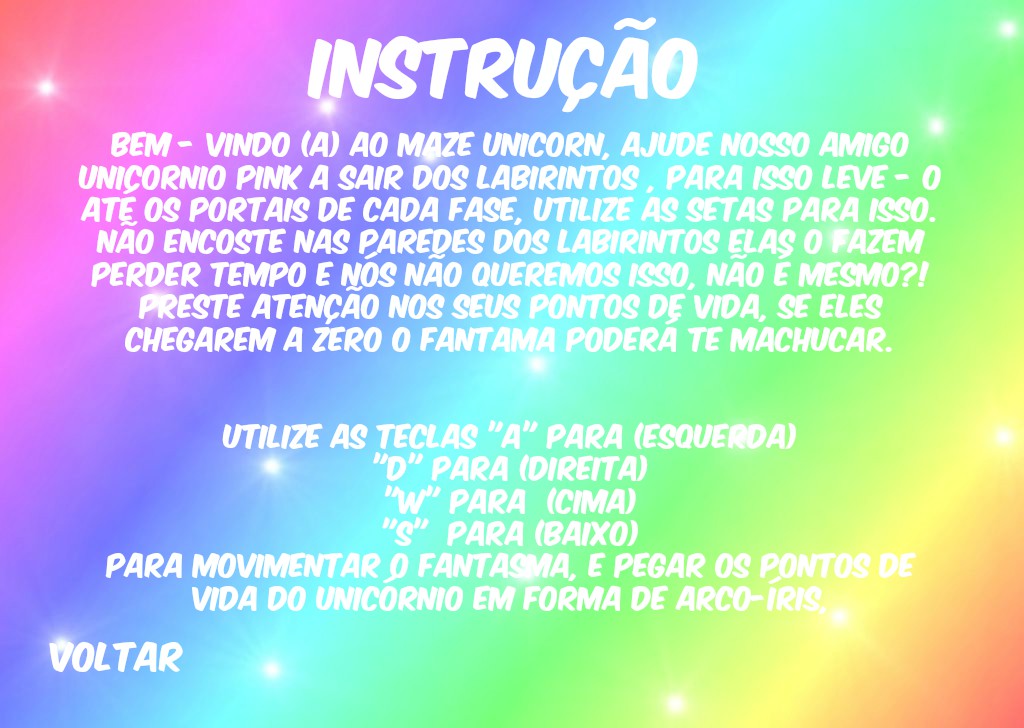 INSTRUÇÃO
BEM - VINDO (A) AO MAZE UNICORN, AJUDE NOSSO AMIGO
UNICORNIO PINK A SAIR DOS LABIRINTOS , PARA ISSO LEVE - O
ATÉ OS PORTAIS DE CADA FASE, UTILIZE AS SETAS PARA ISSO.
NÃO ENCOSTE NAS PAREDES DOS LABIRINTOS ELAS O FAZEM
PERDER TEMPO E NÓS NÃO QUEREMOS ISSO, NÃO É MESMO?!
PRESTE ATENÇÃO NOS SEUS PONTOS DE VIDA, SE ELES
CHEGAREM A ZERO O FANTAMA PODERÁ TE MACHUCAR.
UTILIZE AS TECLAS "A" PARA (ESQUERDA)
"D" PARA (DIREITA)
"W" PARA (CIMA)
"S" PARA (BAIXO)
PARA MOVIMENTAR O FANTASMA, E PEGAR OS PONTOS DE
VIDA DO UNICÓRNIO EM FORMA DE ARCO-ÍRIS.
VOLTAR